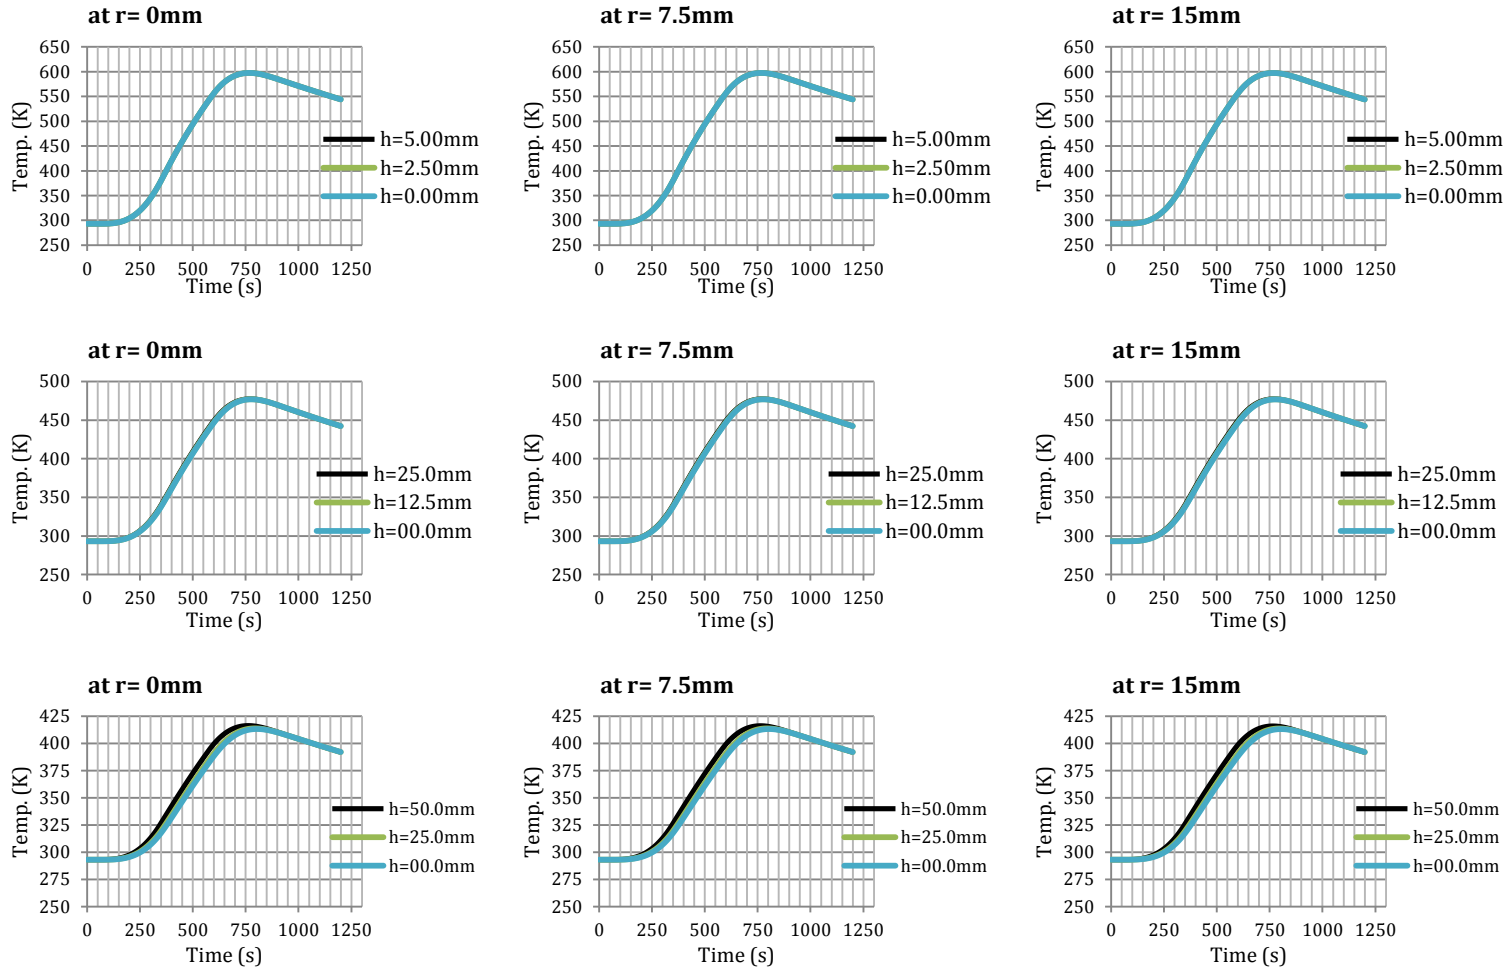 at r= 0mm
650
600
550
500
450
400
350
300
250
Temp. (K)
0 250 500 750 1000 1250
Time (s)
h=5.00mm
h=2.50mm
h=0.00mm
at r= 7.5mm
650
600
550
500
450
400
350
300
250
Temp. (K)
0 250 500 750 1000 1250
Time (s)
h=5.00mm
h=2.50mm
h=0.00mm
at r= 15mm
650
600
550
500
450
400
350
300
250
Temp. (K)
0 250 500 750 1000 1250
Time (s)
h=5.00mm
h=2.50mm
h=0.00mm
at r= 0mm
500
450
400
350
300
250
Temp. (K)
0 250 500 750 1000 1250
Time (s)
h=25.0mm
h=12.5mm
h=00.0mm
at r= 7.5mm
500
450
400
350
300
250
Temp. (K)
0 250 500 750 1000 1250
Time (s)
h=25.0mm
h=12.5mm
h=00.0mm
at r= 15mm
500
450
400
350
300
250
Temp. (K)
0 250 500 750 1000 1250
Time (s)
h=25.0mm
h=12.5mm
h=00.0mm
at r= 0mm
425
400
375
350
325
300
275
250
Temp. (K)
0 250 500 750 1000 1250
Time (s)
h=50.0mm
h=25.0mm
h=00.0mm
at r= 7.5mm
425
400
375
350
325
300
275
250
Temp. (K)
0 250 500 750 1000 1250
Time (s)
h=50.0mm
h=25.0mm
h=00.0mm
at r= 15mm
425
400
375
350
325
300
275
250
Temp. (K)
0 250 500 750 1000 1250
Time (s)
h=50.0mm
h=25.0mm
h=00.0mm